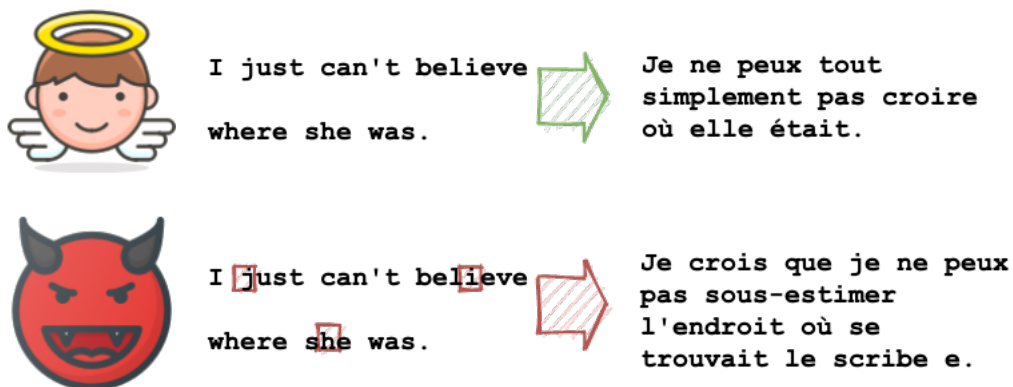 I just can't believe
where she was.
Je ne peux tout
simplement pas croire
où elle était.
I just can't believe
where she was.
Je crois que je ne peux
pas sous-estimer
l'endroit où se
trouvait le scribe e.